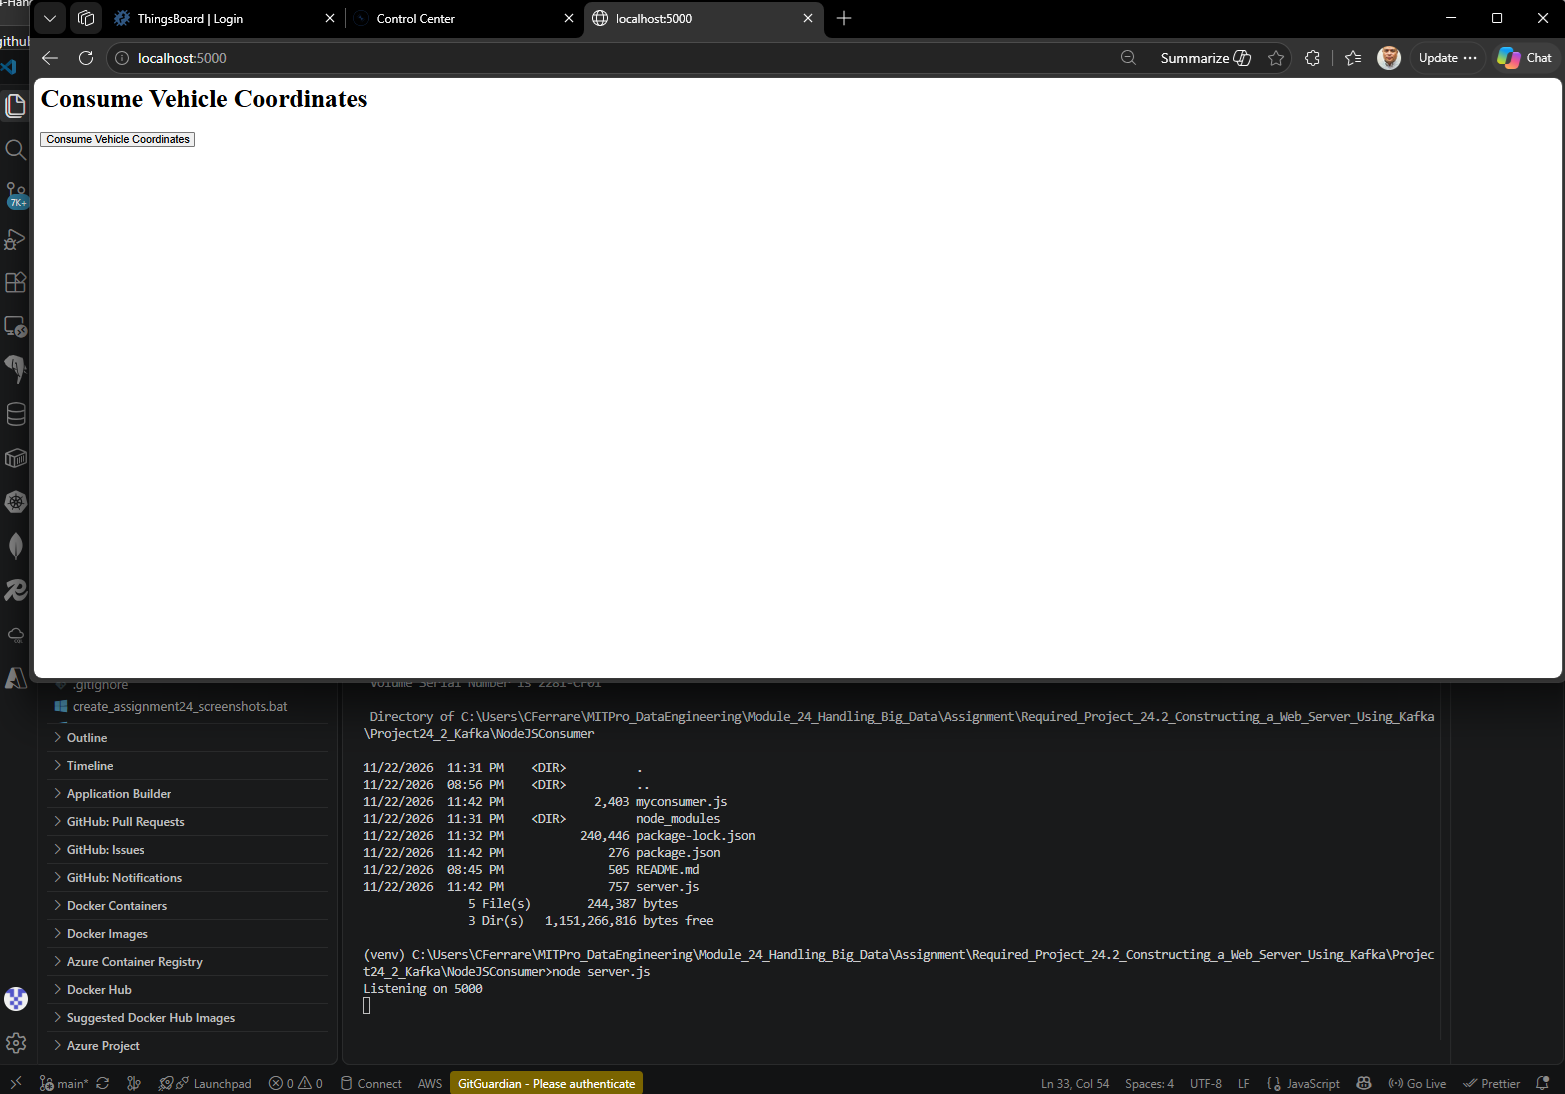 ThingsBoard | Login
Control Center
localhost:5000
github
localhost:5000
Summarize
Update
Chat
Consume Vehicle Coordinates
Consume Vehicle Coordinates
7K+
.gitignore
create_assignment24_screenshots.bat
Outline
Timeline
Application Builder
GitHub: Pull Requests
GitHub: Issues
GitHub: Notifications
Docker Containers
Docker Images
Azure Container Registry
Docker Hub
Suggested Docker Hub Images
Azure Project
Volume Serial Number is 2281-CF01
Directory of C:\Users\CFerrare\MITPro_DataEngineering\Module_24_Handling_Big_Data\Assignment\Required_Project_24.2_Constructing_a_Web_Server_Using_Kafka
\Project24_2_Kafka\NodeJSConsumer
11/22/2026  11:31 PM    <DIR>          .
11/22/2026  08:56 PM    <DIR>          ..
11/22/2026  11:42 PM             2,403 myconsumer.js
11/22/2026  11:31 PM    <DIR>          node_modules
11/22/2026  11:32 PM           240,446 package-lock.json
11/22/2026  11:42 PM               276 package.json
11/22/2026  08:45 PM               505 README.md
11/22/2026  11:42 PM               757 server.js
5 File(s)        244,387 bytes
3 Dir(s)   1,151,266,816 bytes free
(venv) C:\Users\CFerrare\MITPro_DataEngineering\Module_24_Handling_Big_Data\Assignment\Required_Project_24.2_Constructing_a_Web_Server_Using_Kafka\Projec
t24_2_Kafka\NodeJSConsumer>node server.js
Listening on 5000
main*
Launchpad
0
0
Connect
AWS
GitGuardian - Please authenticate
Ln 33, Col 54
Spaces: 4
UTF-8
LF
{} JavaScript
Go Live
Prettier